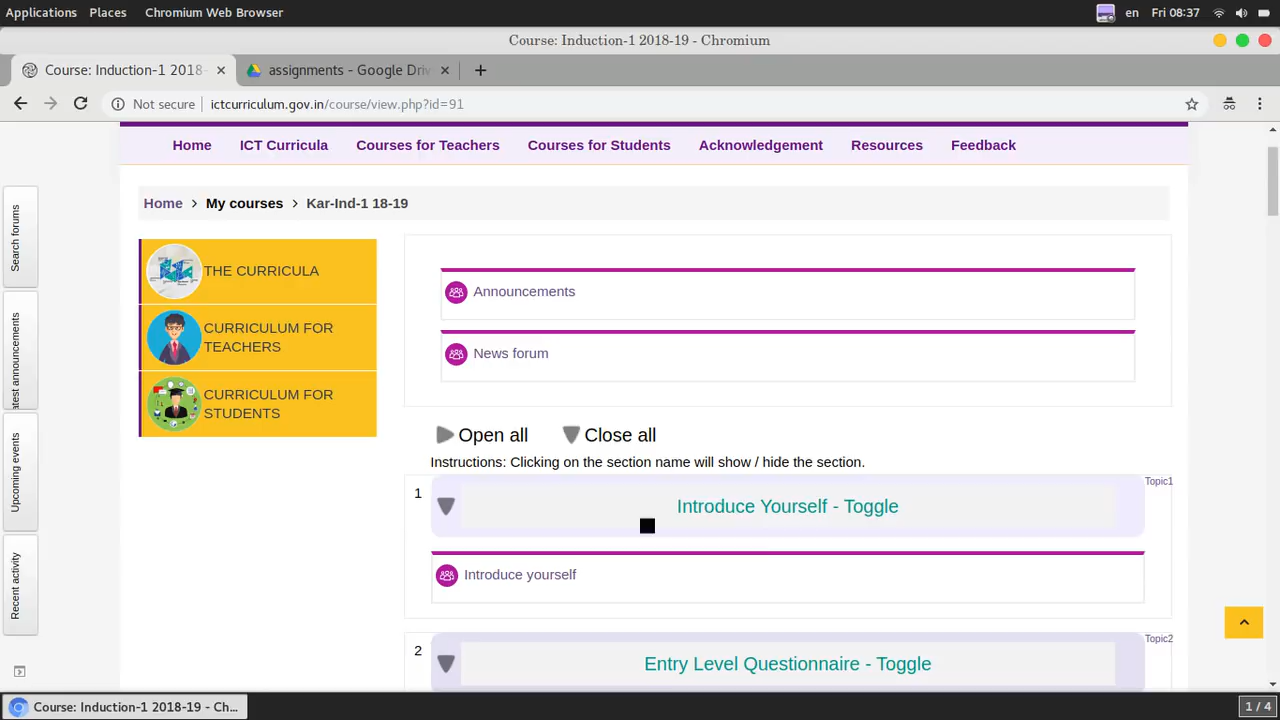 Applications Places Chromium Web Browser en Fri 08:37
Course: Induction-1 2018-19 - Chromium
Course: Induction-1 2018- assignments - Google Driv
Not secure ictcurriculum.gov.in/course/view.php?id=91
Home ICT Curricula Courses for Teachers Courses for Students Acknowledgement Resources Feedback
Home > My courses > Kar-Ind-1 18-19
Search forums
atest announcements
Upcoming events
Recent activity
THE CURRICULA
CURRICULUM FOR
TEACHERS
CURRICULUM FOR
STUDENTS
Announcements
News forum
Open all Close all
Instructions: Clicking on the section name will show / hide the section.
1 Introduce Yourself - Toggle Topic1
Introduce yourself
2 Entry Level Questionnaire - Toggle Topic2
Course: Induction-1 2018-19 - Ch... 1 / 4